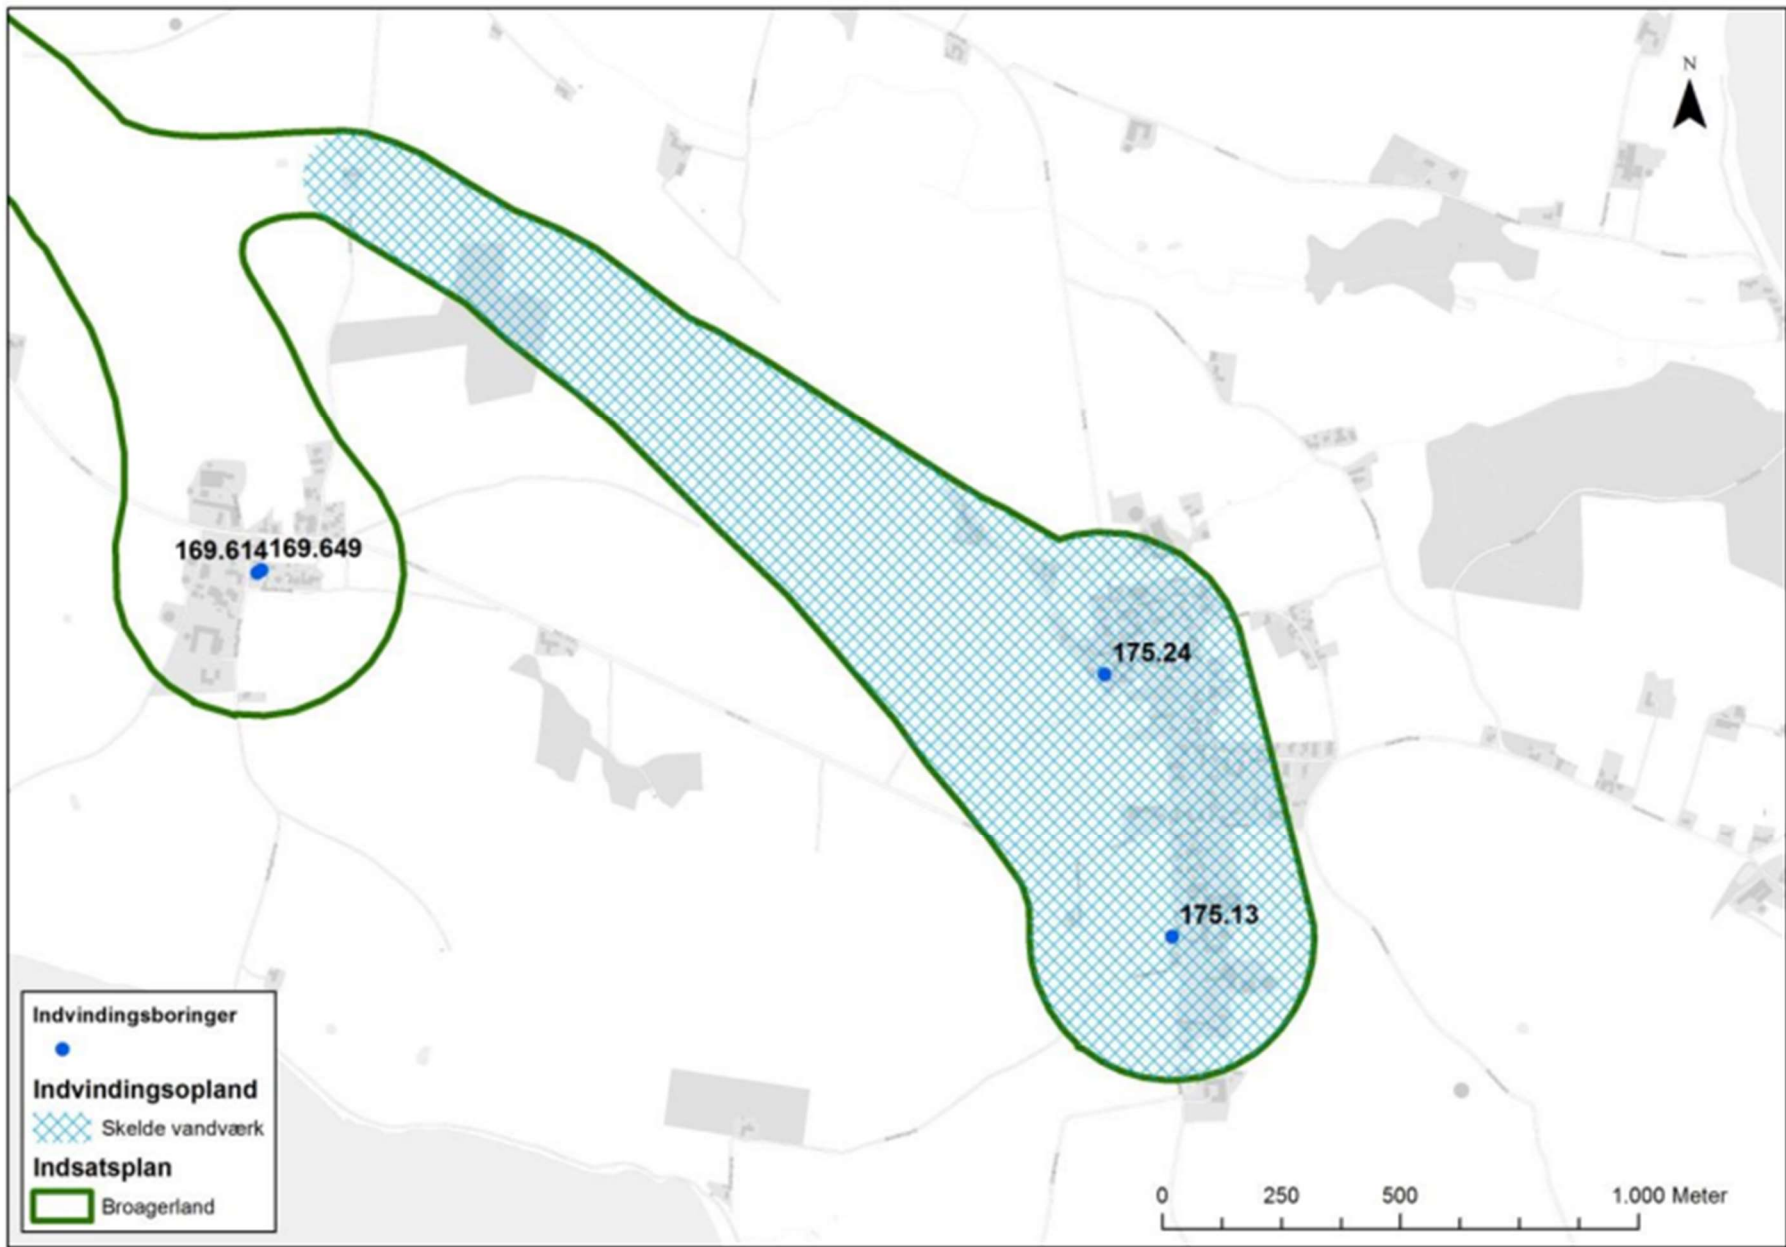 N
169.614 169.649
175.24
175.13
Indvindingsboringer
Indvindingsopland
Skelde vandværk
Indsatsplan
Broagerland
0 250 500 1.000 Meter